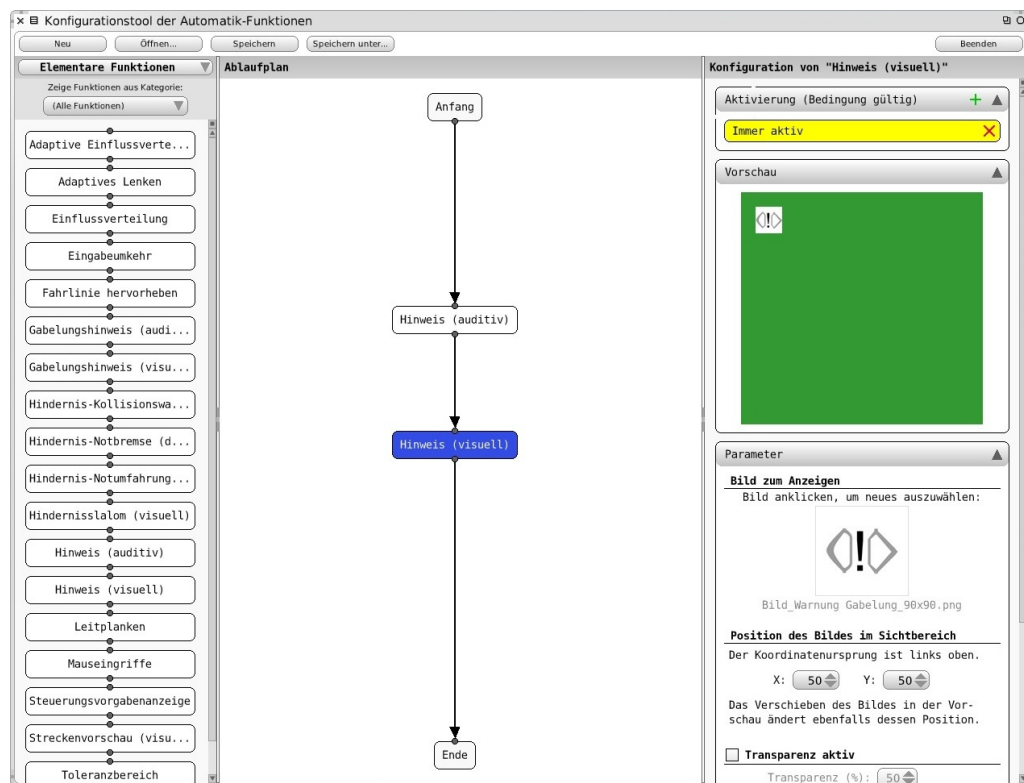 Konfigurationstool der Automatik-Funktionen
Neu
Öffnen...
Speichern
Speichern unter...
Beenden
Elementare Funktionen
Zeige Funktionen aus Kategorie:
(Alle Funktionen)
Adaptive Einflussverte...
Adaptives Lenken
Einflussverteilung
Eingabeumkehr
Fahrlinie hervorheben
Gabelungshinweis (audi...
Gabelungshinweis (visu...
Hindernis-Kollisionswa...
Hindernis-Notbremse (d...
Hindernis-Notumfahrung...
Hindernisslalom (visuell)
Hinweis (auditiv)
Hinweis (visuell)
Leitplanken
Mauseingriffe
Steuerungsvorgabenanzeige
Streckenvorschau (visu...
Toleranzbereich
Ablaufplan
Anfang
Hinweis (auditiv)
Hinweis (visuell)
Ende
Konfiguration von "Hinweis (visuell)"
Aktivierung (Bedingung gültig)
Immer aktiv
Vorschau
Parameter
Bild zum Anzeigen
Bild anklicken, um neues auszuwählen:
Bild_Warnung Gabelung_90x90.png
Position des Bildes im Sichtbereich
Der Koordinatenursprung ist links oben.
X: 50 Y: 50
Das Verschieben des Bildes in der Vor-
schau ändert ebenfalls dessen Position.
Transparenz aktiv
Transparenz (%): 50